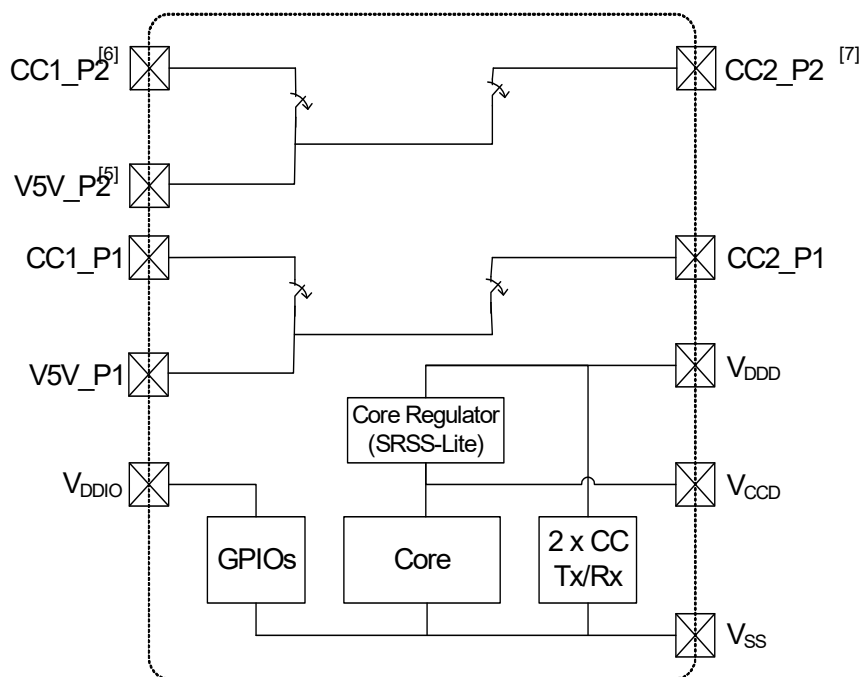 CC1_P2[6]
CC2_P2 [7]
V5V_P2[5]
CC1_P1
CC2_P1
V5V_P1
VDDD
Core Regulator
(SRSS-Lite)
VDDIO
VCCD
GPIOs
Core
2 x CC
Tx/Rx
VSS